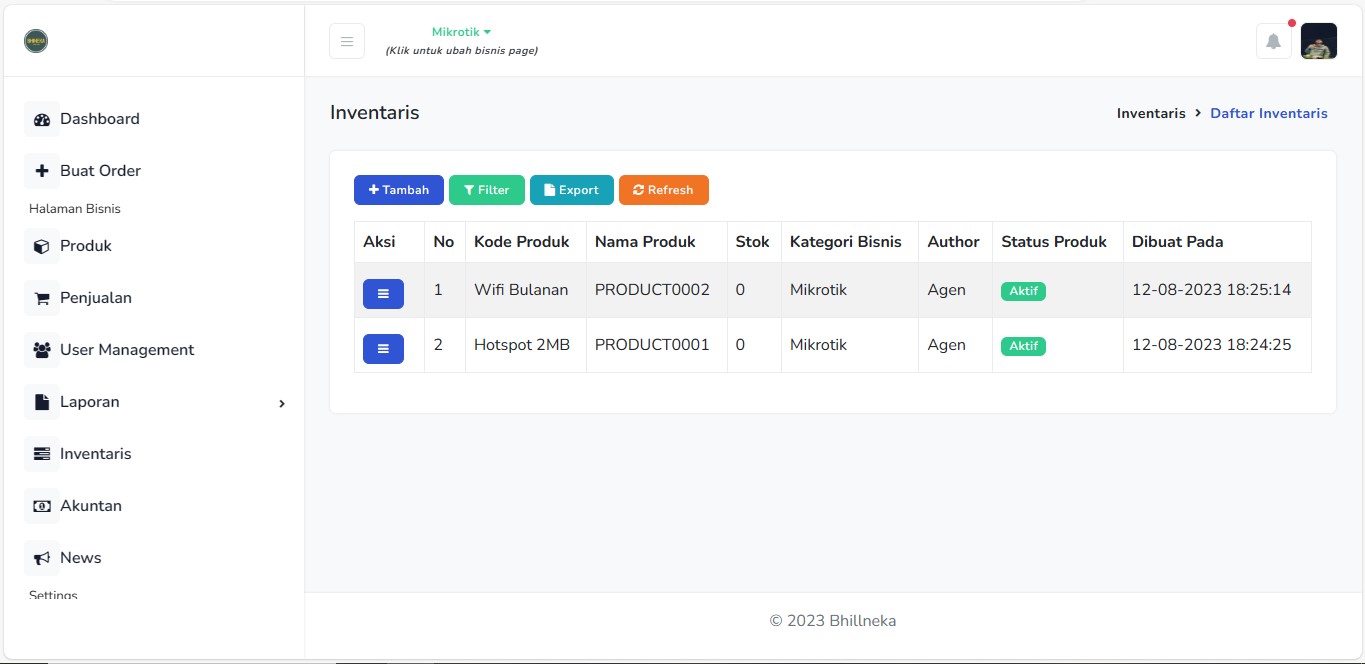 Mikrotik
(Klik untuk ubah bisnis page)
Dashboard
Buat Order
Halaman Bisnis
Produk
Penjualan
User Management
Laporan
Inventaris
Akuntan
News
Settings
Inventaris
Inventaris > Daftar Inventaris
Tambah Filter Export Refresh
Aksi No Kode Produk Nama Produk Stok Kategori Bisnis Author Status Produk Dibuat Pada
1 Wifi Bulanan PRODUCT0002 0 Mikrotik Agen Aktif 12-08-2023 18:25:14
2 Hotspot 2MB PRODUCT0001 0 Mikrotik Agen Aktif 12-08-2023 18:24:25
© 2023 Bhillneka